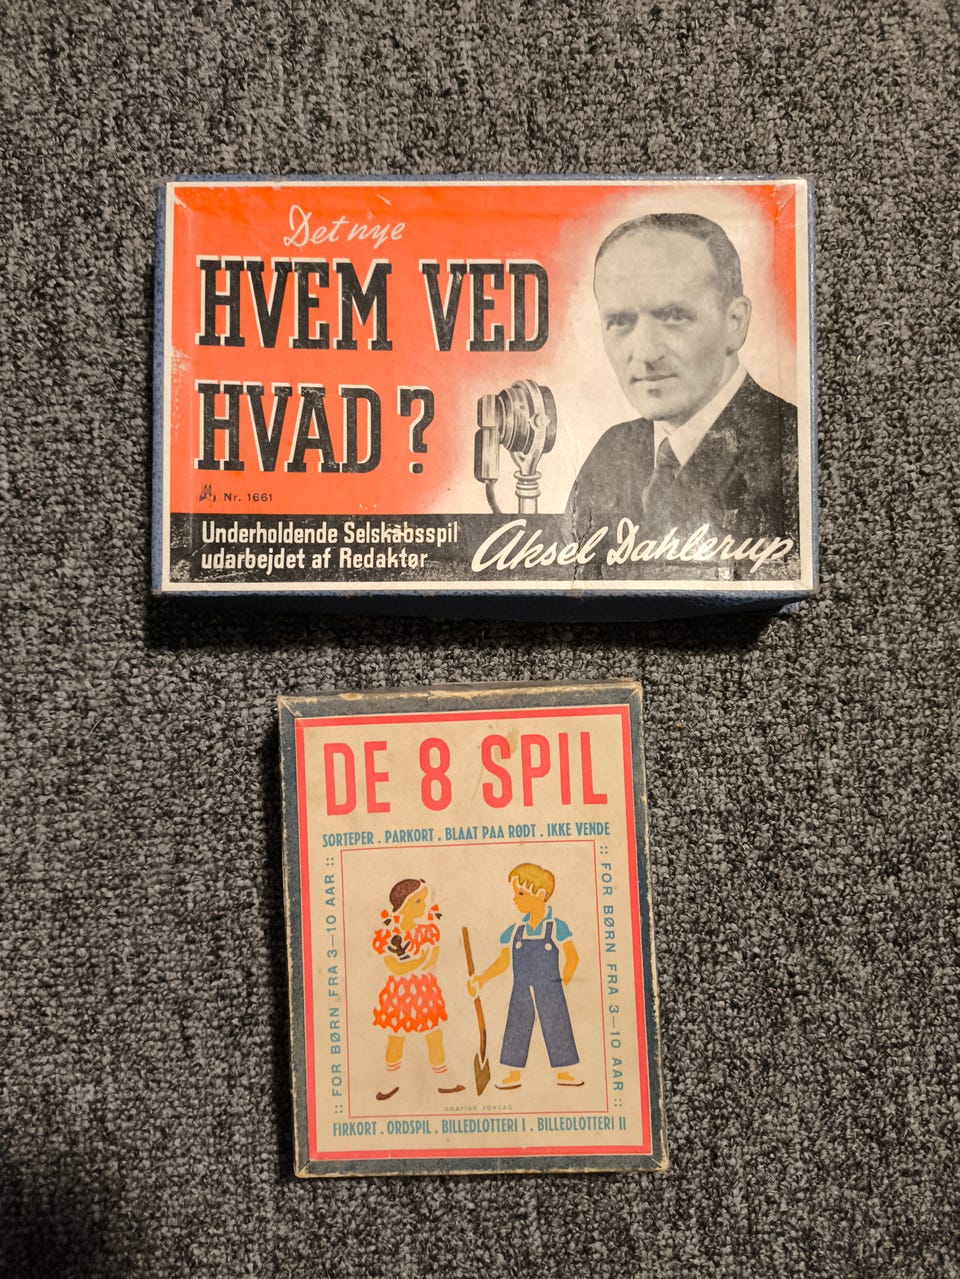 Det nye
HVEM VED
HVAD?
Nr. 1661
Underholdende Selskabsspil
udarbejdet af Redaktør
Aksel Dahlerup
DE 8 SPIL
SORTEPER . PARKORT . BLAAT PAA RØDT . IKKE VENDE
:: FOR BØRN FRA 3—10 AAR ::
:: FOR BØRN FRA 3—10 AAR ::
GRAFISK FORLAG
FIRKORT . ORDSPIL . BILLEDLOTTERI I . BILLEDLOTTERI II